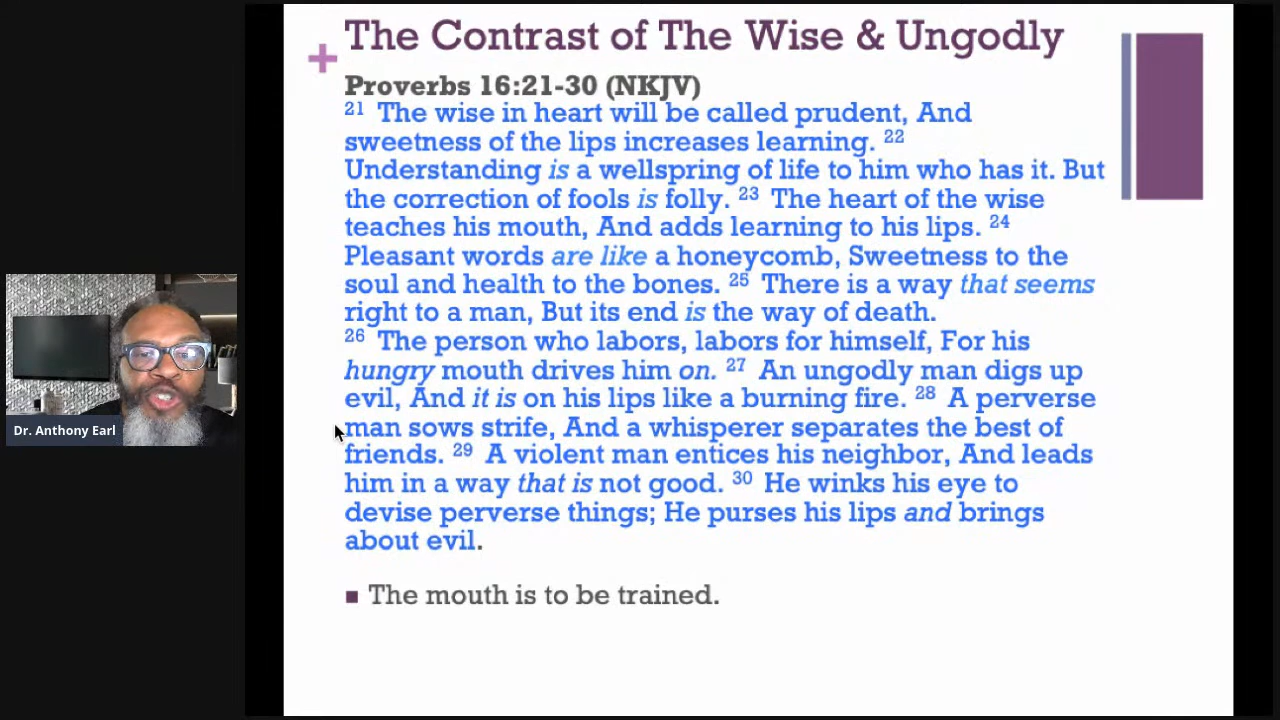 The Contrast of The Wise & Ungodly
+
Proverbs 16:21-30 (NKJV)
21 The wise in heart will be called prudent, And
sweetness of the lips increases learning. 22
Understanding is a wellspring of life to him who has it. But
the correction of fools is folly. 23 The heart of the wise
teaches his mouth, And adds learning to his lips. 24
Pleasant words are like a honeycomb, Sweetness to the
soul and health to the bones. 25 There is a way that seems
right to a man, But its end is the way of death.
26 The person who labors, labors for himself, For his
hungry mouth drives him on. 27 An ungodly man digs up
evil, And it is on his lips like a burning fire. 28 A perverse
man sows strife, And a whisperer separates the best of
friends. 29 A violent man entices his neighbor, And leads
him in a way that is not good. 30 He winks his eye to
devise perverse things; He purses his lips and brings
about evil.
■ The mouth is to be trained.
Dr. Anthony Earl